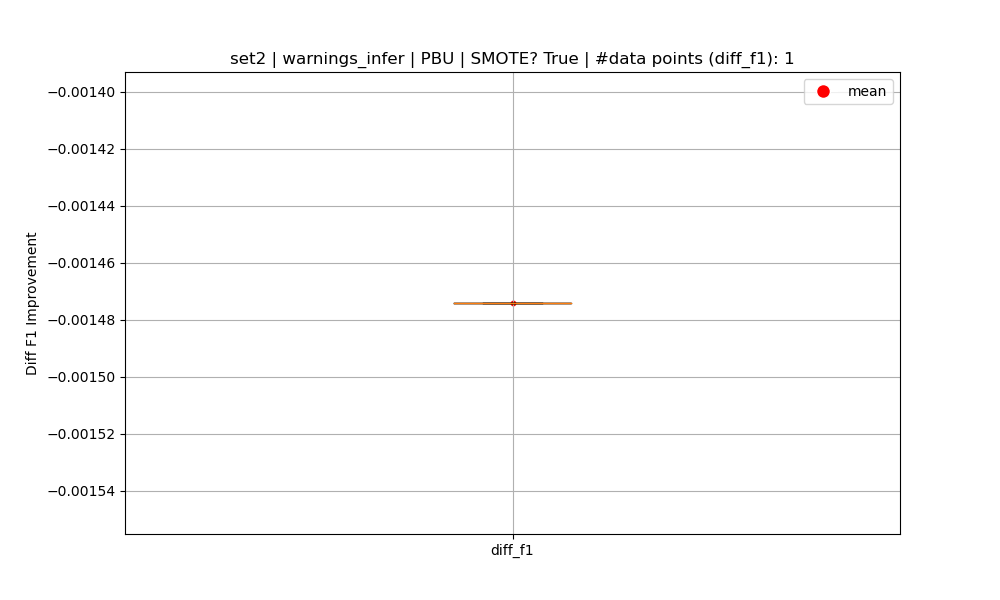 set2 | warnings_infer | PBU | SMOTE? True | #data points (diff_f1): 1
mean
−0.00140
−0.00142
−0.00144
−0.00146
−0.00148
−0.00150
−0.00152
−0.00154
Diff F1 Improvement
diff_f1